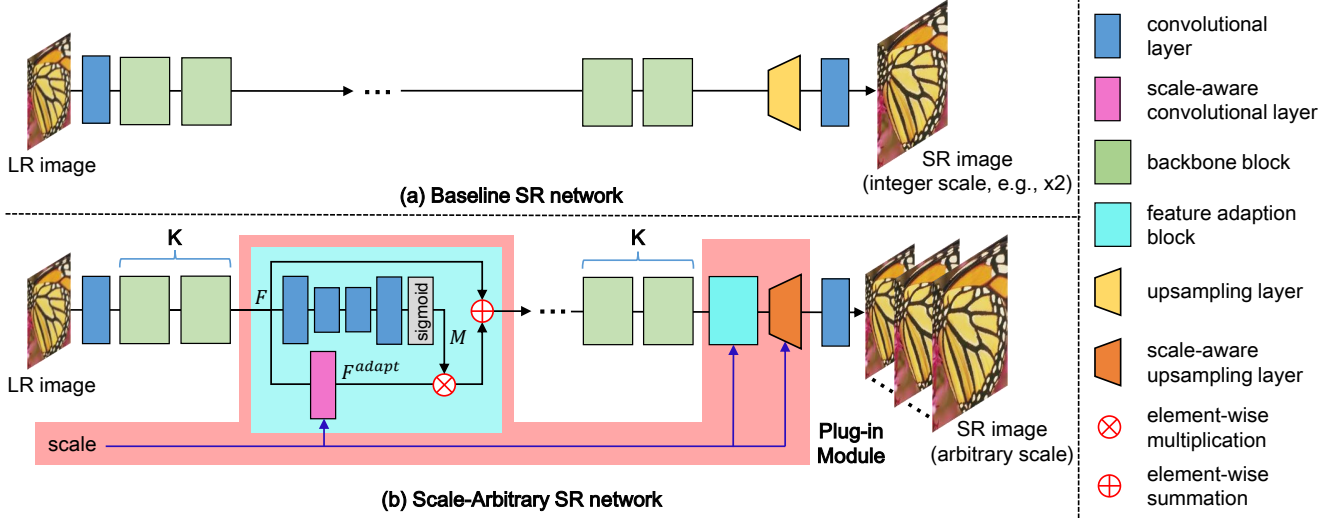 LR image
SR image
(integer scale, e.g., x2)
(a) Baseline SR network
K
F
sigmoid
M
F^adapt
K
LR image
scale
Plug-in
Module
SR image
(arbitrary scale)
(b) Scale-Arbitrary SR network
convolutional
layer
scale-aware
convolutional layer
backbone block
feature adaption
block
upsampling layer
scale-aware
upsampling layer
element-wise
multiplication
element-wise
summation